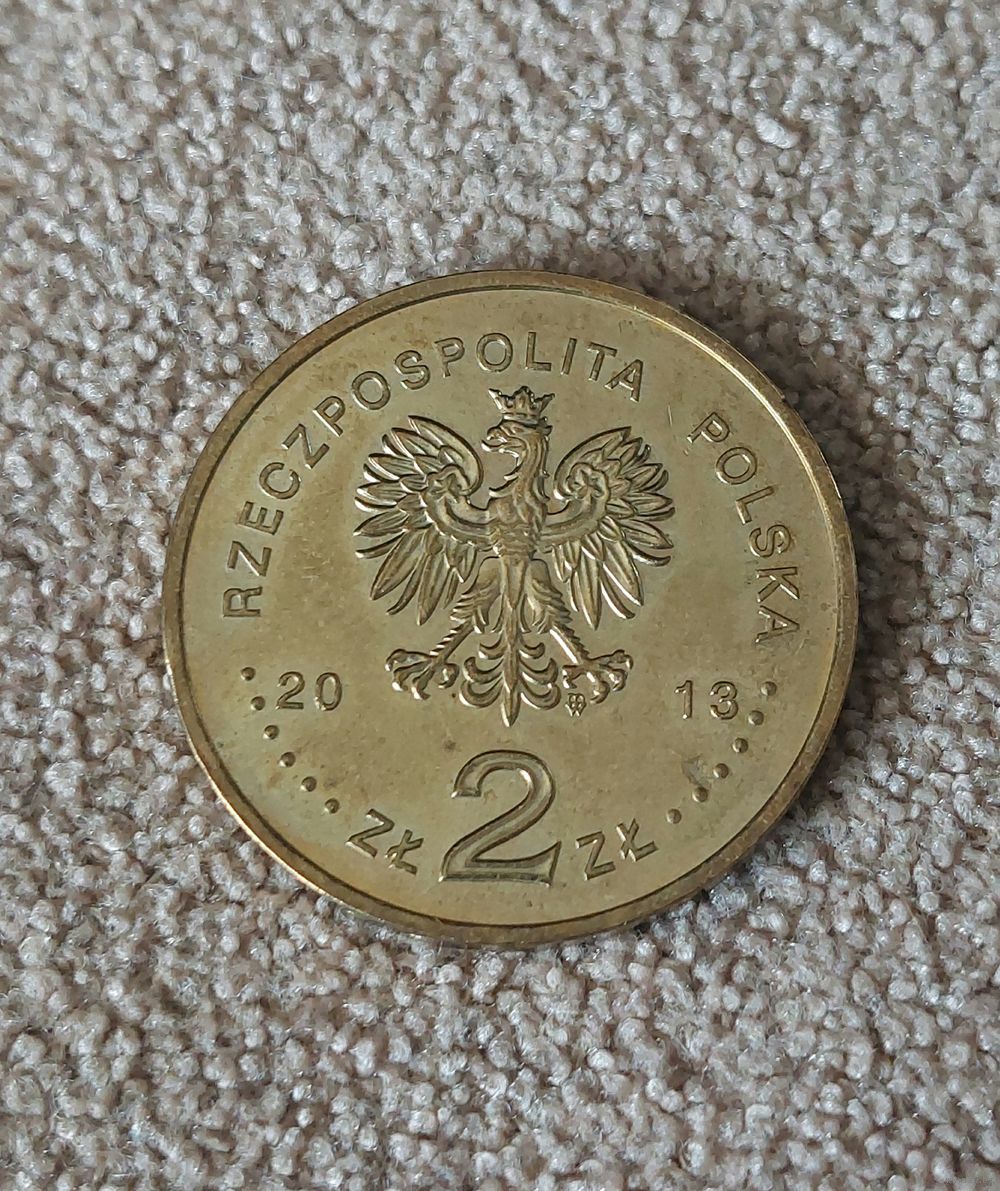 RZECZPOSPOLITA POLSKA
20 13
ZŁ 2 ZŁ